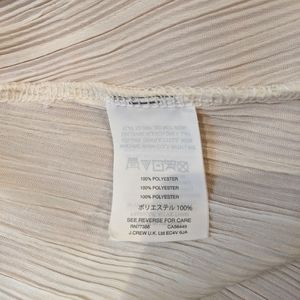 100% POLYESTER
100% POLYESTER
100% POLYESTER
ポリエステル 100%
SEE REVERSE FOR CARE
RN77388 CA56449
J.CREW U.K. Ltd EC4V 6JA